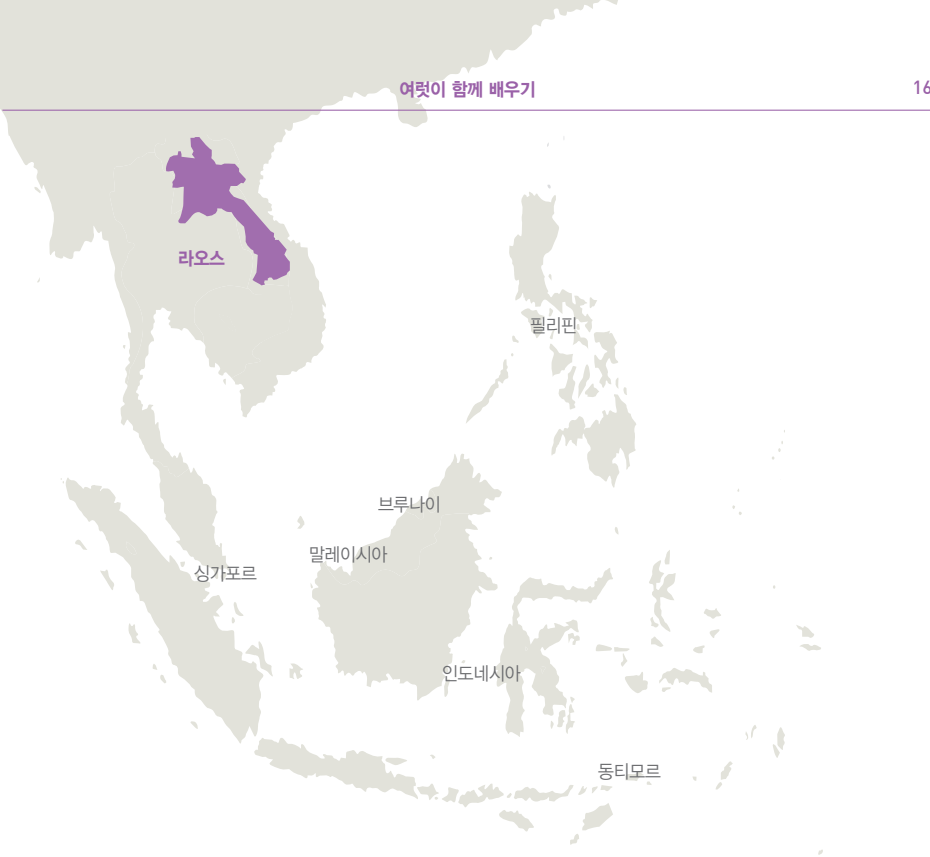 여럿이 함께 배우기
16
라오스
필리핀
브루나이
말레이시아
싱가포르
인도네시아
동티모르